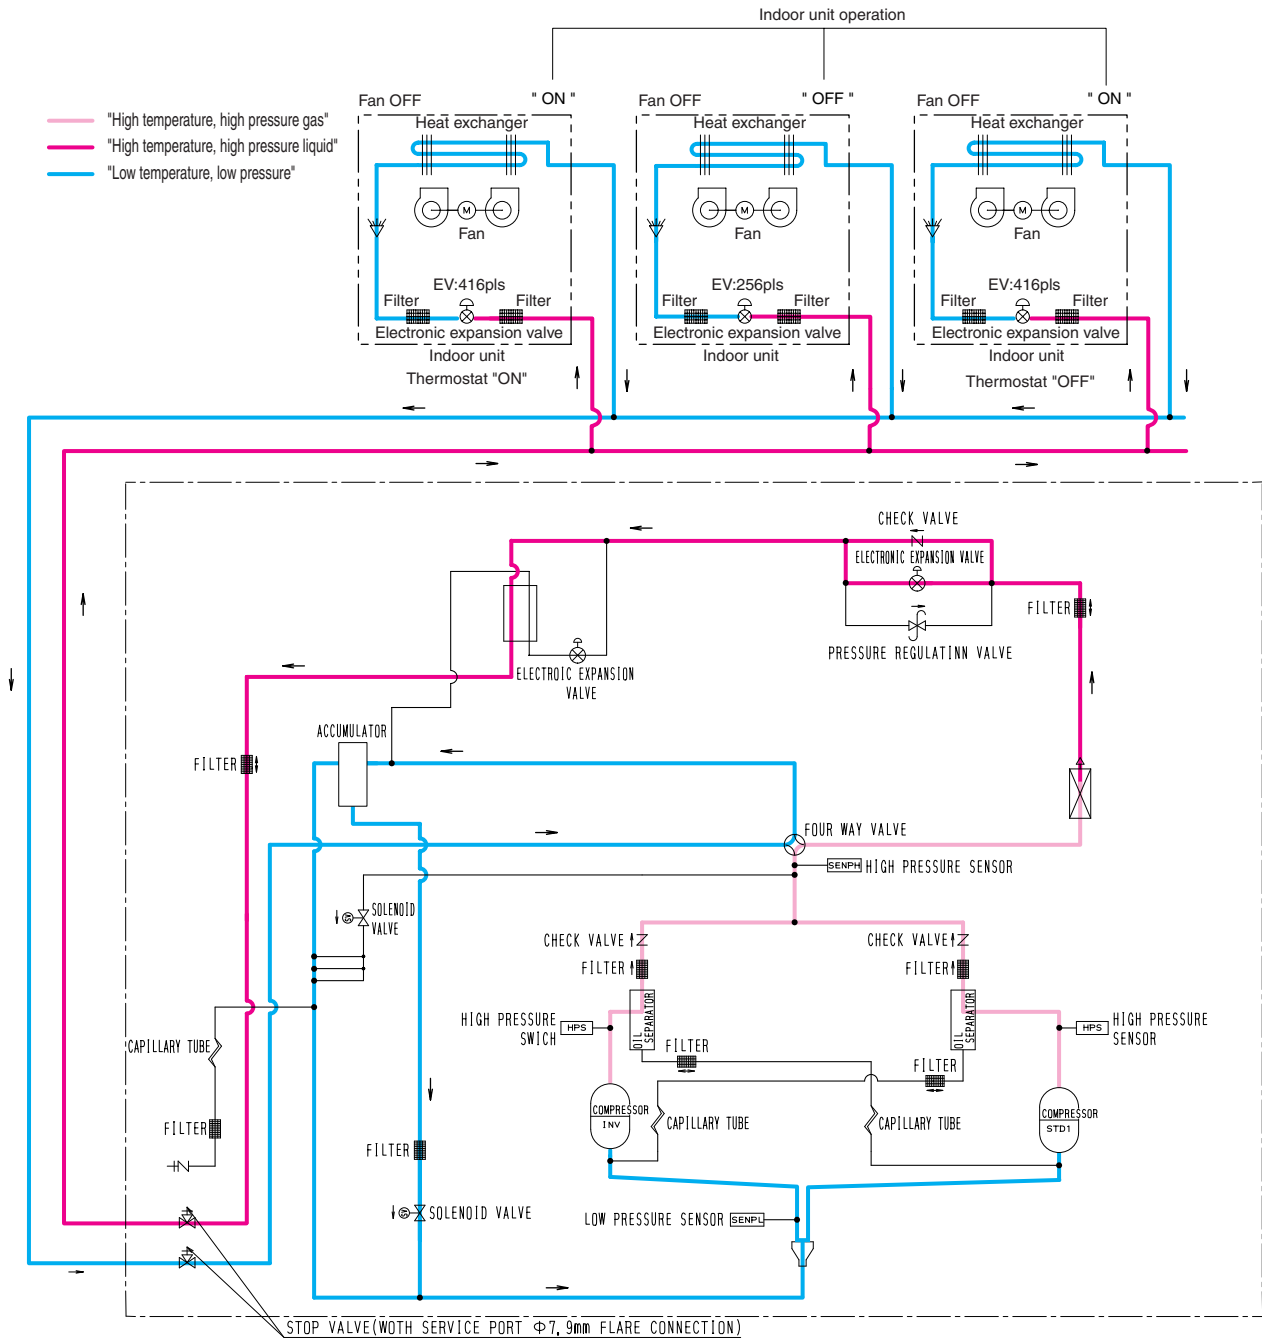 Indoor unit operation
Fan OFF
" ON "
Fan OFF
" OFF "
Fan OFF
" ON "
"High temperature, high pressure gas"
"High temperature, high pressure liquid"
"Low temperature, low pressure"
Heat exchanger
Heat exchanger
Heat exchanger
M
M
M
Fan
Fan
Fan
EV:416pls
EV:256pls
EV:416pls
Filter
Filter
Filter
Filter
Filter
Filter
Electronic expansion valve
Electronic expansion valve
Electronic expansion valve
Indoor unit
Indoor unit
Indoor unit
Thermostat "ON"
Thermostat "OFF"
CHECK VALVE
ELECTRONIC EXPANSION VALVE
FILTER
PRESSURE REGULATINN VALVE
ELECTROIC EXPANSION
VALVE
ACCUMULATOR
FILTER
FOUR WAY VALVE
SENPH
HIGH PRESSURE SENSOR
SOLENOID
VALVE
CHECK VALVE
CHECK VALVE
FILTER
FILTER
OIL
SEPARATOR
OIL
SEPARATOR
HIGH PRESSURE
SWICH
HPS
HPS
HIGH PRESSURE
SENSOR
CAPILLARY TUBE
FILTER
FILTER
COMPRESSOR
INV
COMPRESSOR
STD1
CAPILLARY TUBE
CAPILLARY TUBE
FILTER
FILTER
SOLENOID VALVE
LOW PRESSURE SENSOR
SENPL
STOP VALVE(WOTH SERVICE PORT Φ7, 9mm FLARE CONNECTION)